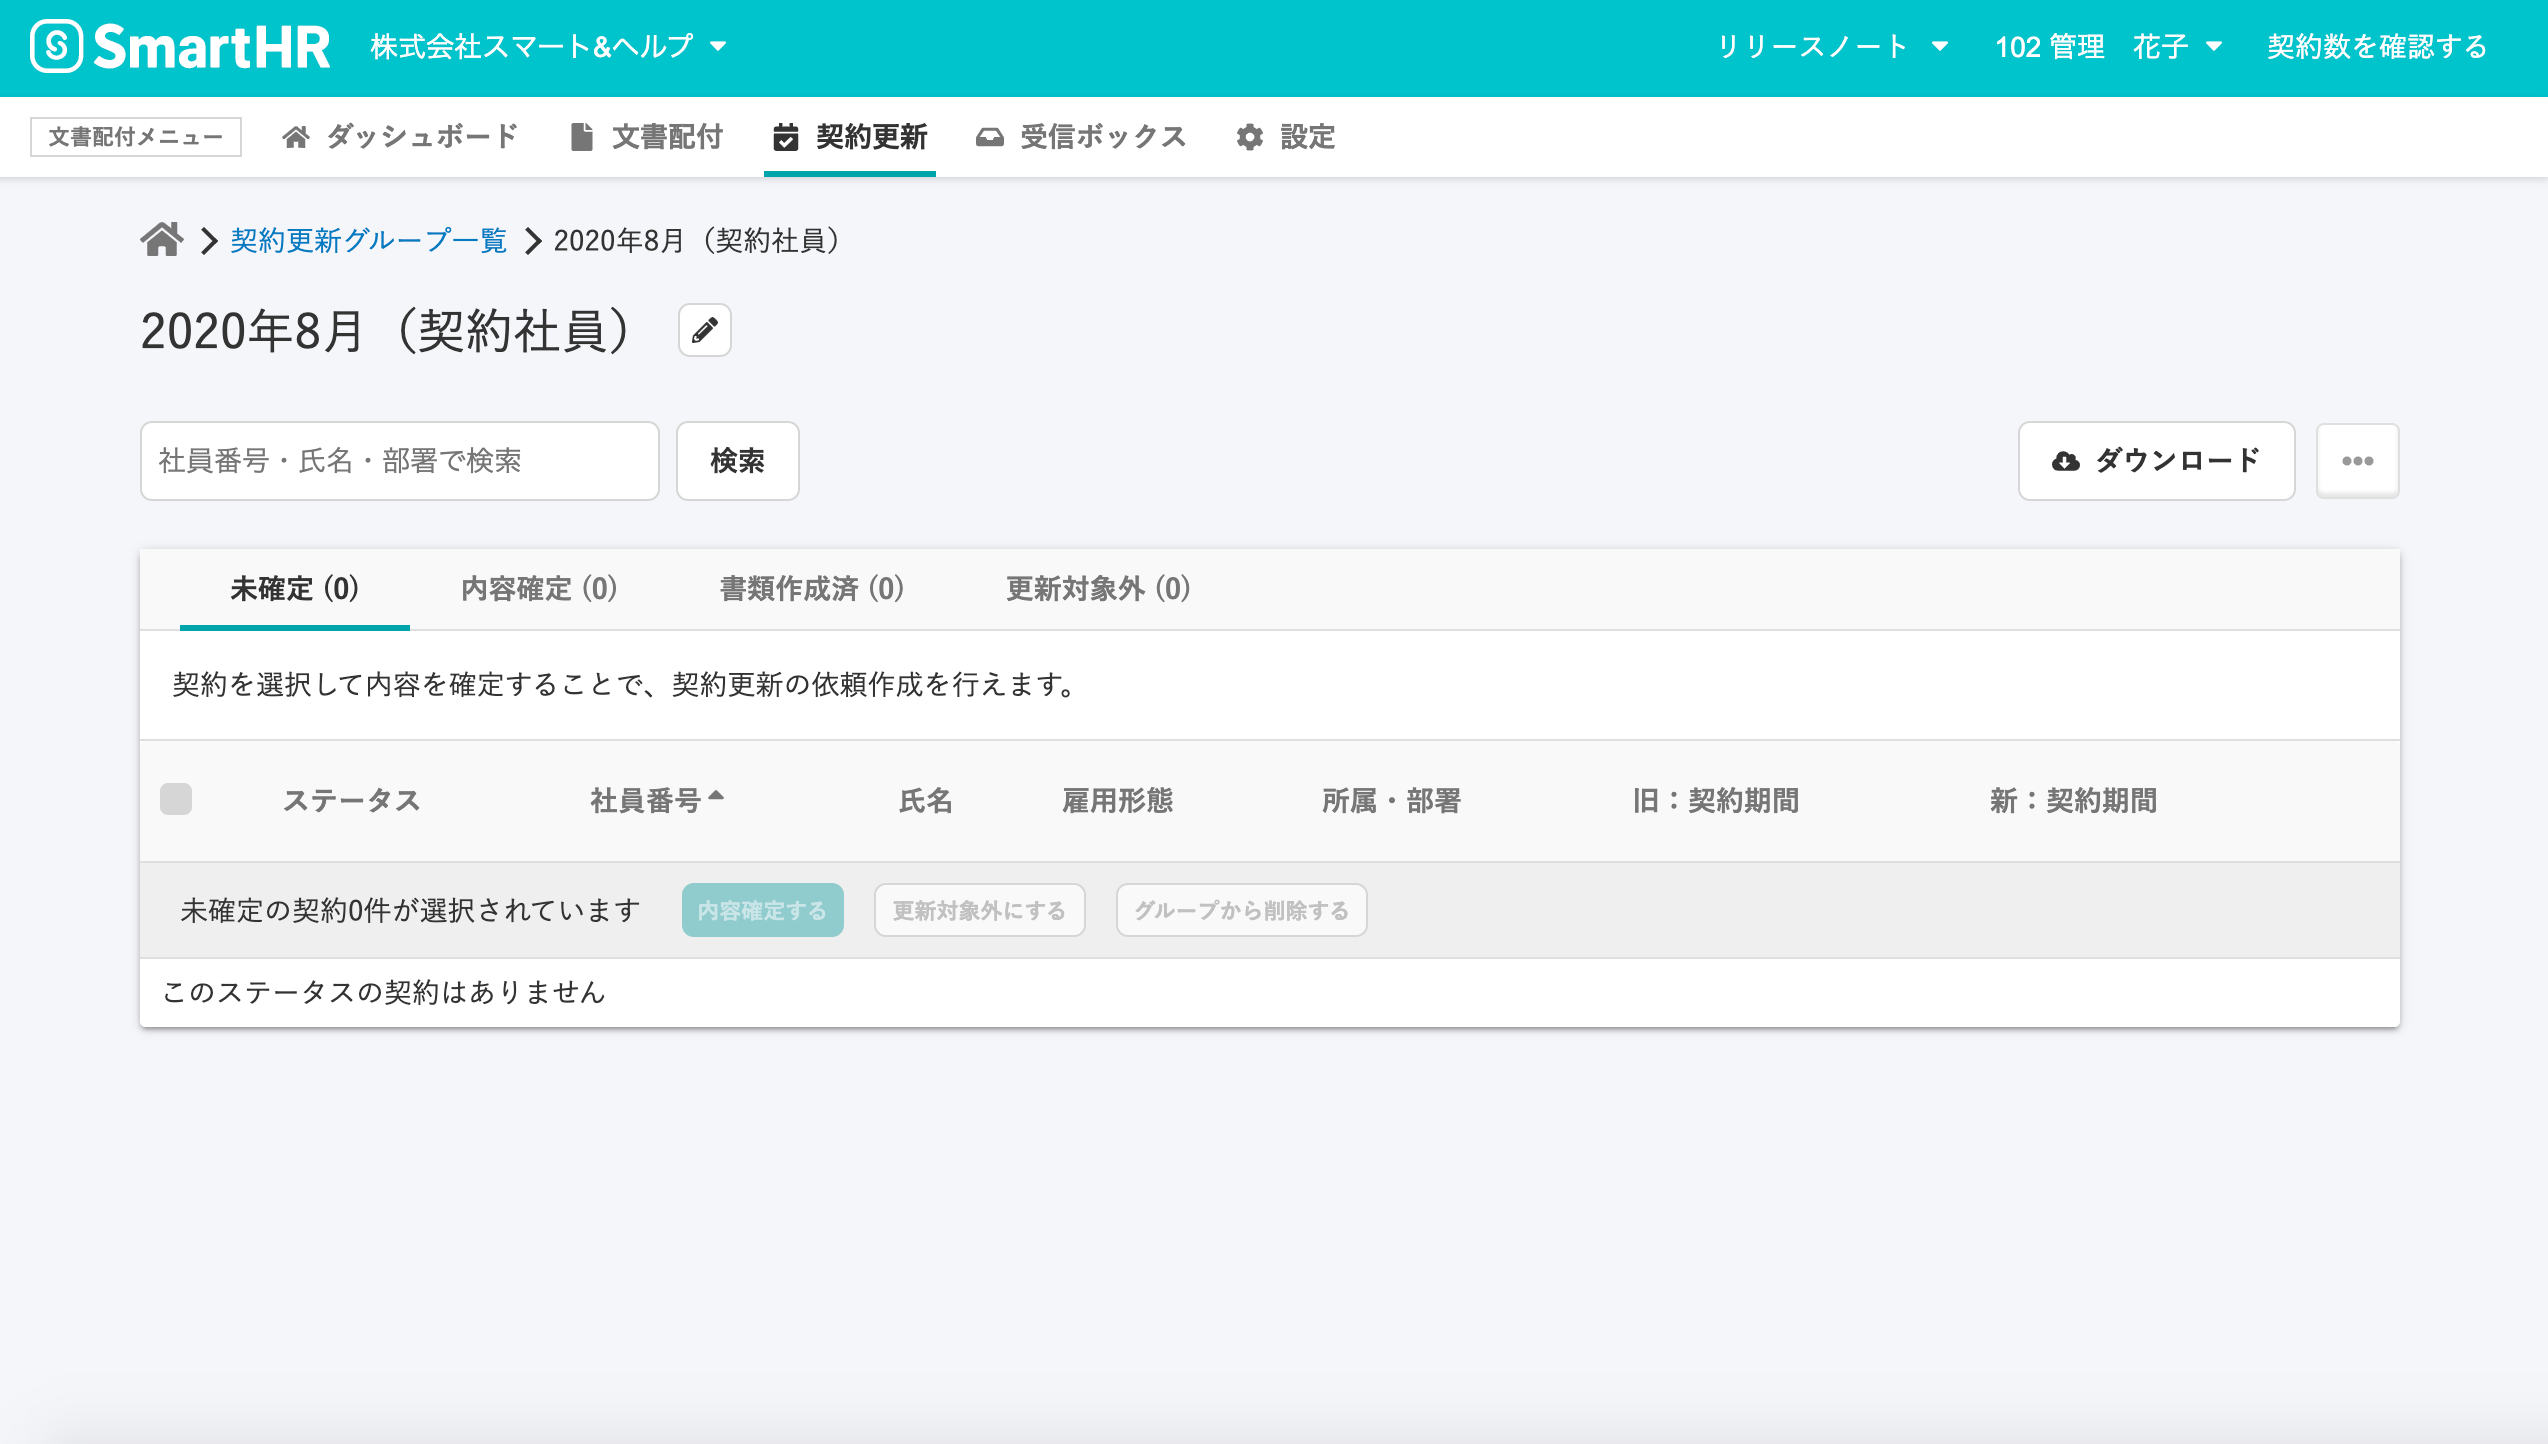 SmartHR 株式会社スマート&ヘルプ リリースノート 102 管理 花子 契約数を確認する
文書配付メニュー ダッシュボード 文書配付 契約更新 受信ボックス 設定
契約更新グループ一覧 2020年8月（契約社員）
2020年8月（契約社員）
社員番号・氏名・部署で検索 検索 ダウンロード
未確定 (0) 内容確定 (0) 書類作成済 (0) 更新対象外 (0)
契約を選択して内容を確定することで、契約更新の依頼作成を行えます。
ステータス 社員番号 氏名 雇用形態 所属・部署 旧：契約期間 新：契約期間
未確定の契約0件が選択されています 内容確定する 更新対象外にする グループから削除する
このステータスの契約はありません